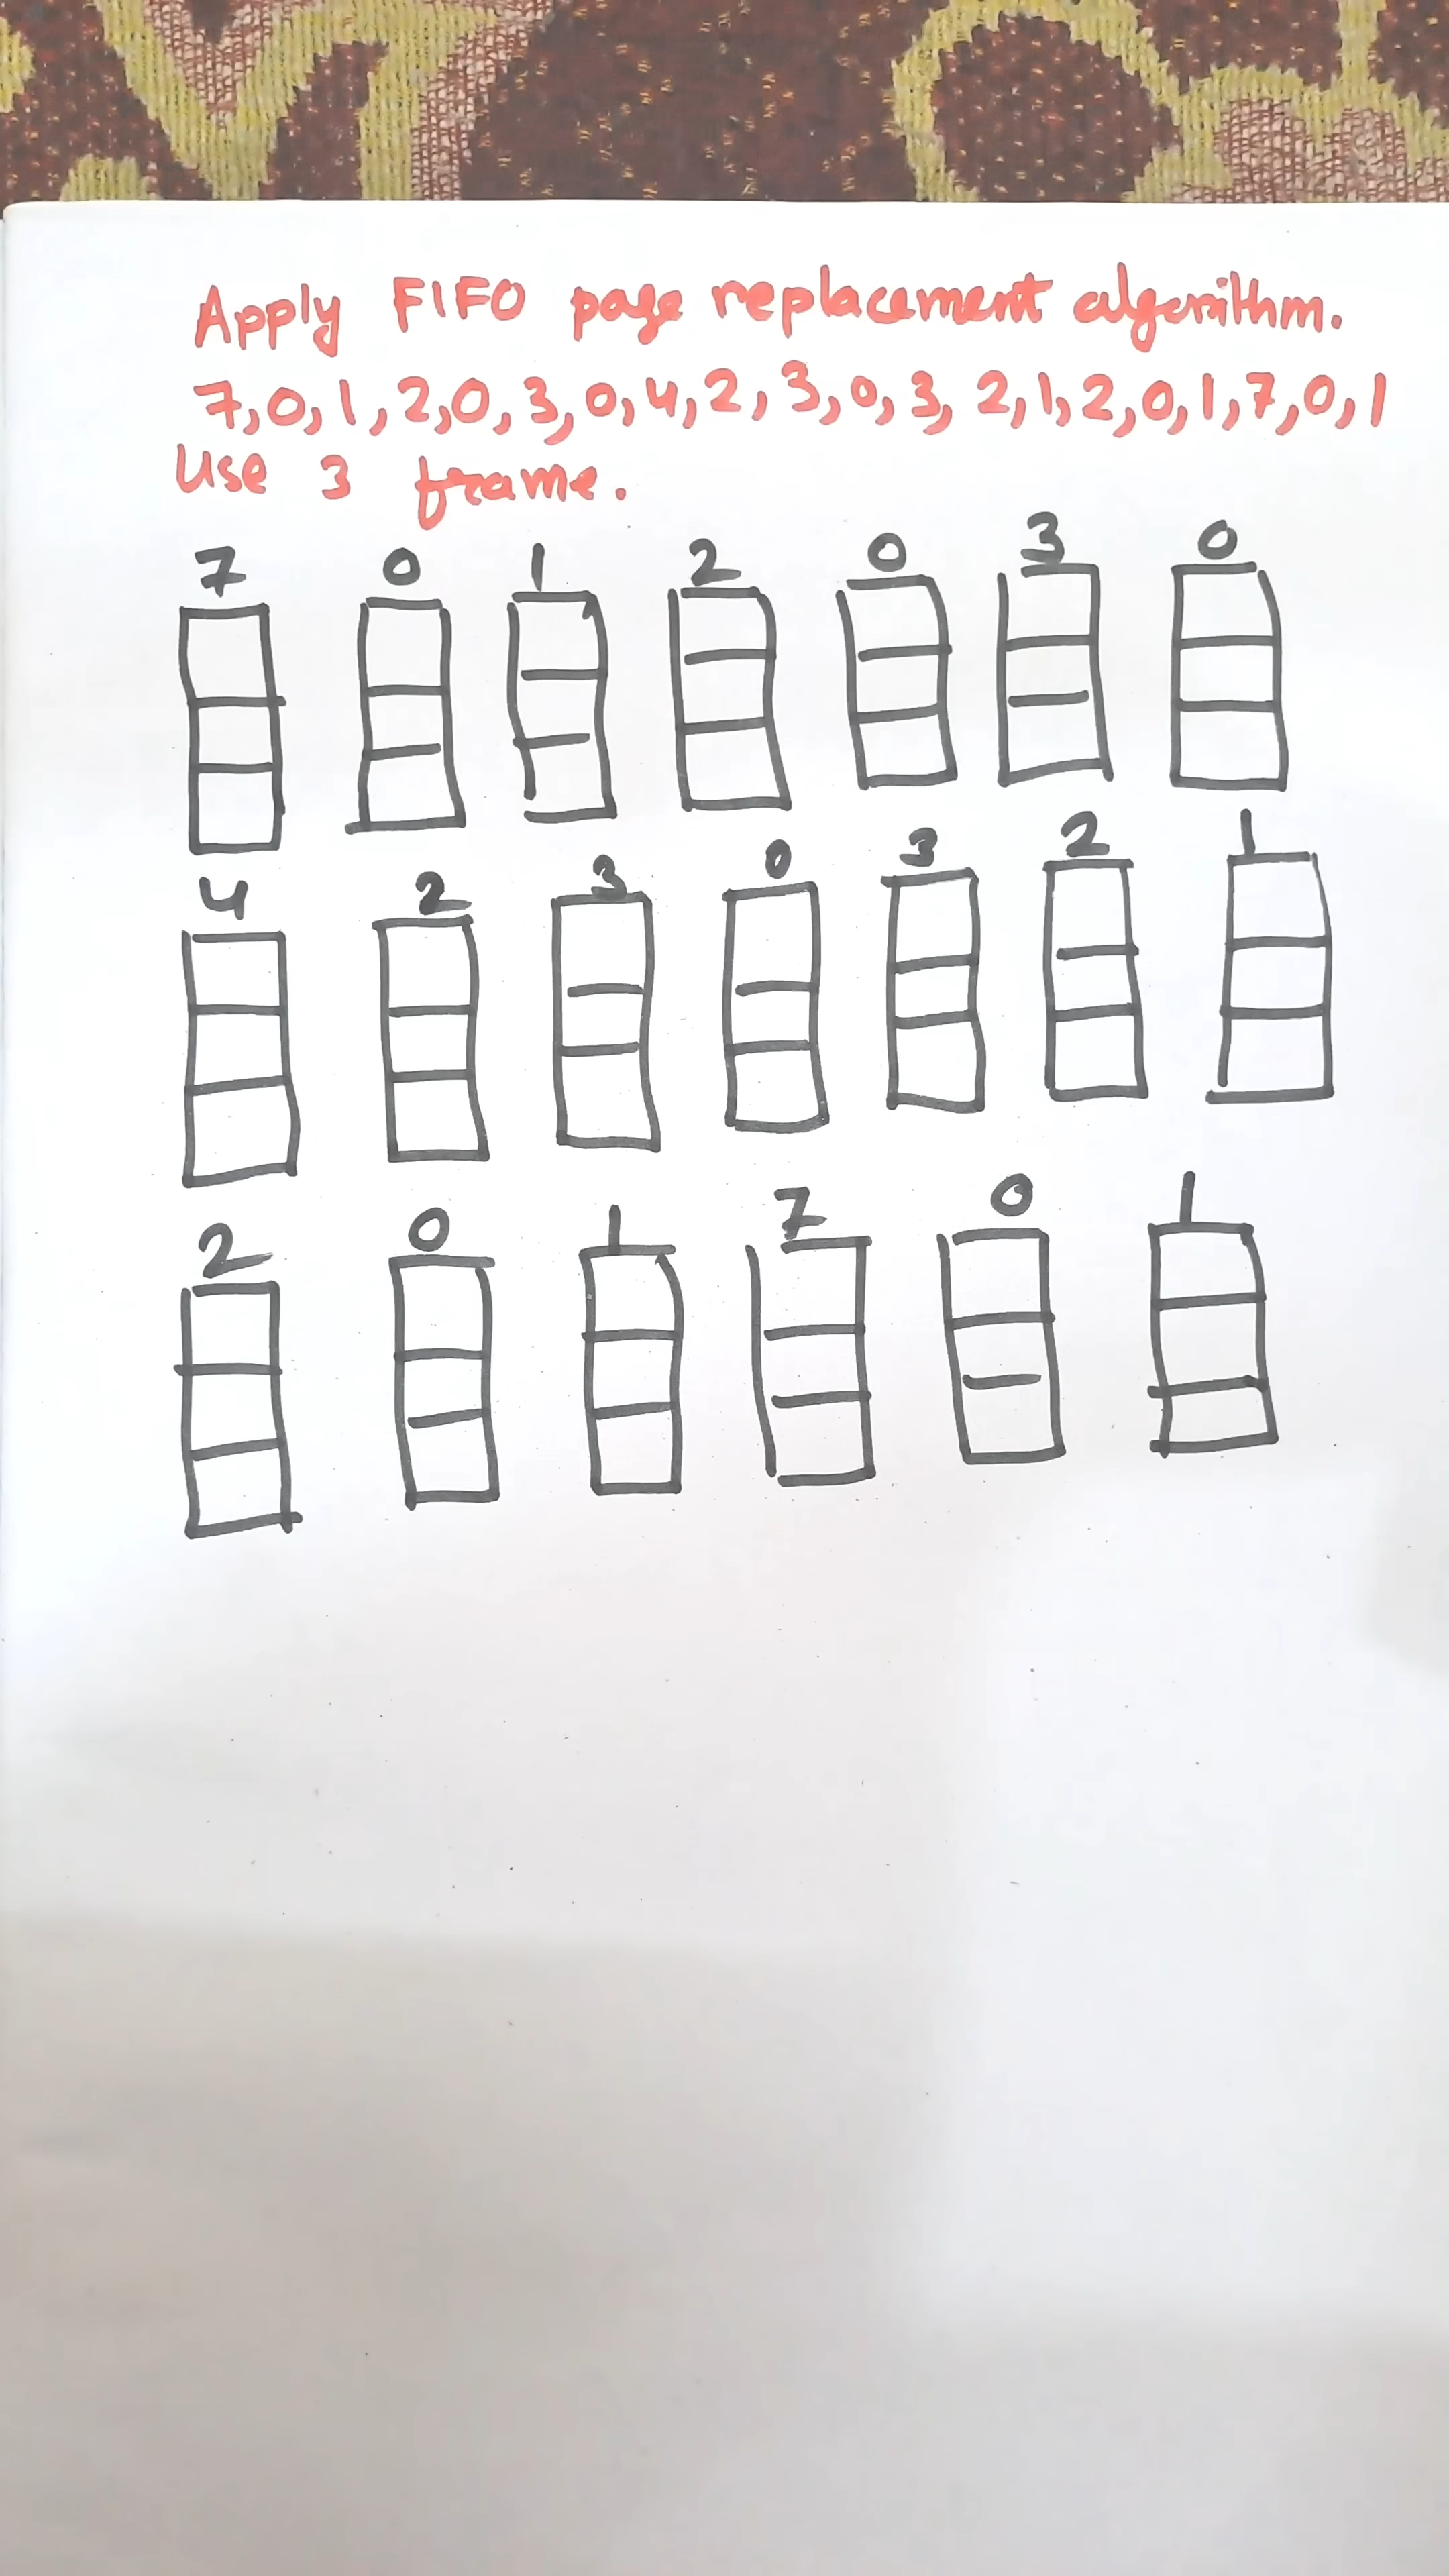 Apply FIFO page replacement algorithm.
7,0,1,2,0,3,0,4,2,3,0,3,2,1,2,0,1,7,0,1
Use 3 frame.
7 0 1 2 0 3 0
4 2 3 0 3 2 1
2 0 1 7 0 1